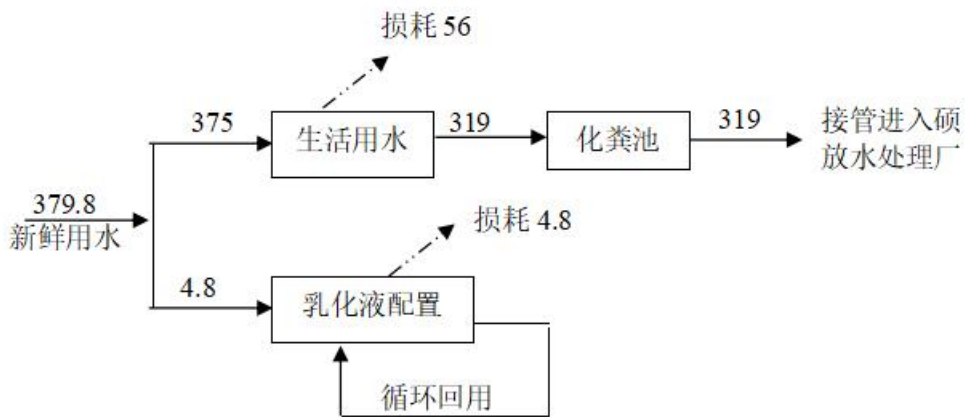 损耗 56
375
生活用水
319
化粪池
319
接管进入硕
放水处理厂
379.8
新鲜用水
损耗 4.8
4.8
乳化液配置
循环回用